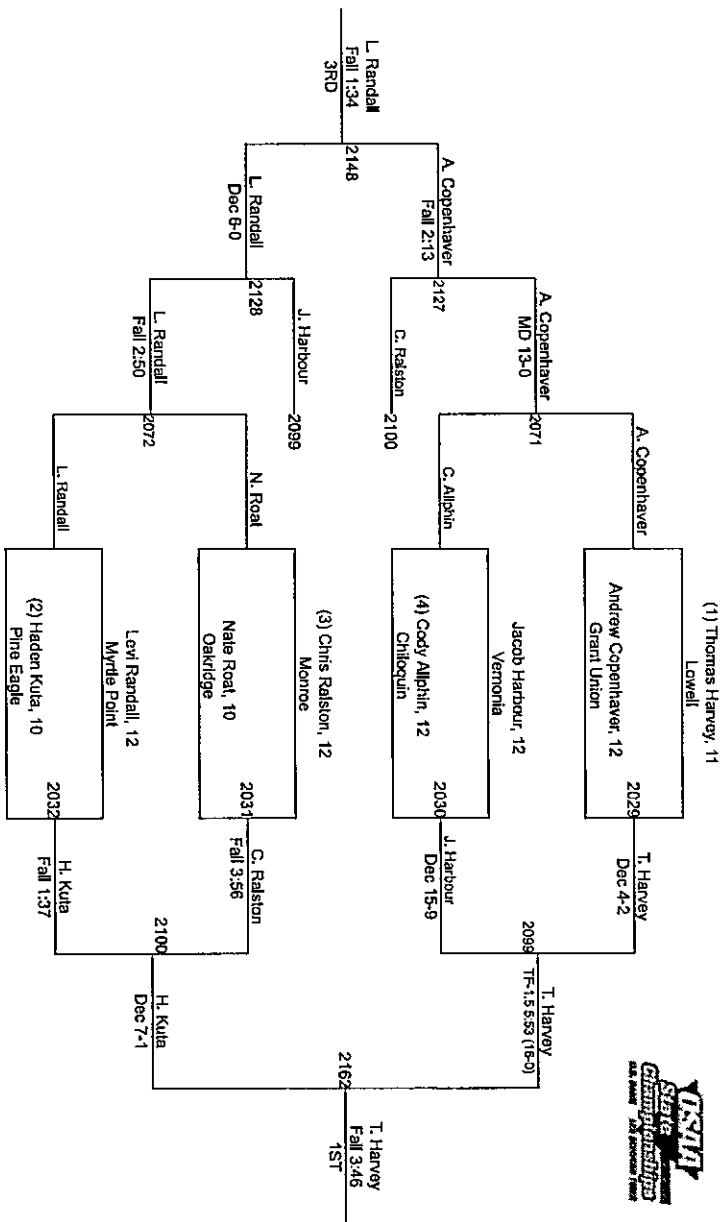 OSAA
State
Championships
(1) Thomas Harvey, 11
Lowell
Andrew Copenhaver, 12
Grant Union
2029
T. Harvey
Dec 4-2
A. Copenhaver
Jacob Harbour, 12
Vernonia
(4) Cody Allphin, 12
Chiloquin
2030
J. Harbour
Dec 15-9
C. Allphin
(3) Chris Ralston, 12
Monroe
Nate Roat, 10
Oakridge
2031
C. Ralston
Fall 3:56
N. Roat
Levi Randall, 12
Myrtle Point
(2) Haden Kuta, 10
Pine Eagle
2032
H. Kuta
Fall 1:37
L. Randall
2099
T. Harvey
TF-1.5 5:53 (16-0)
2100
H. Kuta
Dec 7-1
2162
T. Harvey
Fall 3:46
1ST
2071
A. Copenhaver
MD 13-0
C. Ralston
2100
2072
L. Randall
Fall 2:50
J. Harbour
2099
2127
A. Copenhaver
Fall 2:13
2128
L. Randall
Dec 6-0
2148
L. Randall
Fall 1:34
3RD